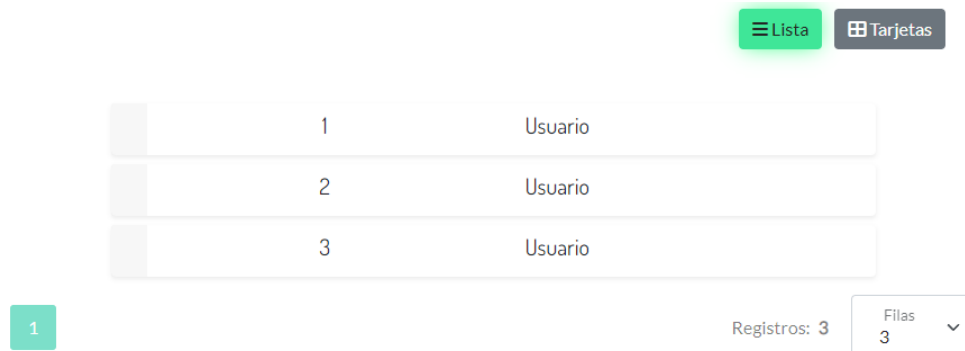 Lista Tarjetas
1 Usuario
2 Usuario
3 Usuario
Filas
1 Registros: 3 3